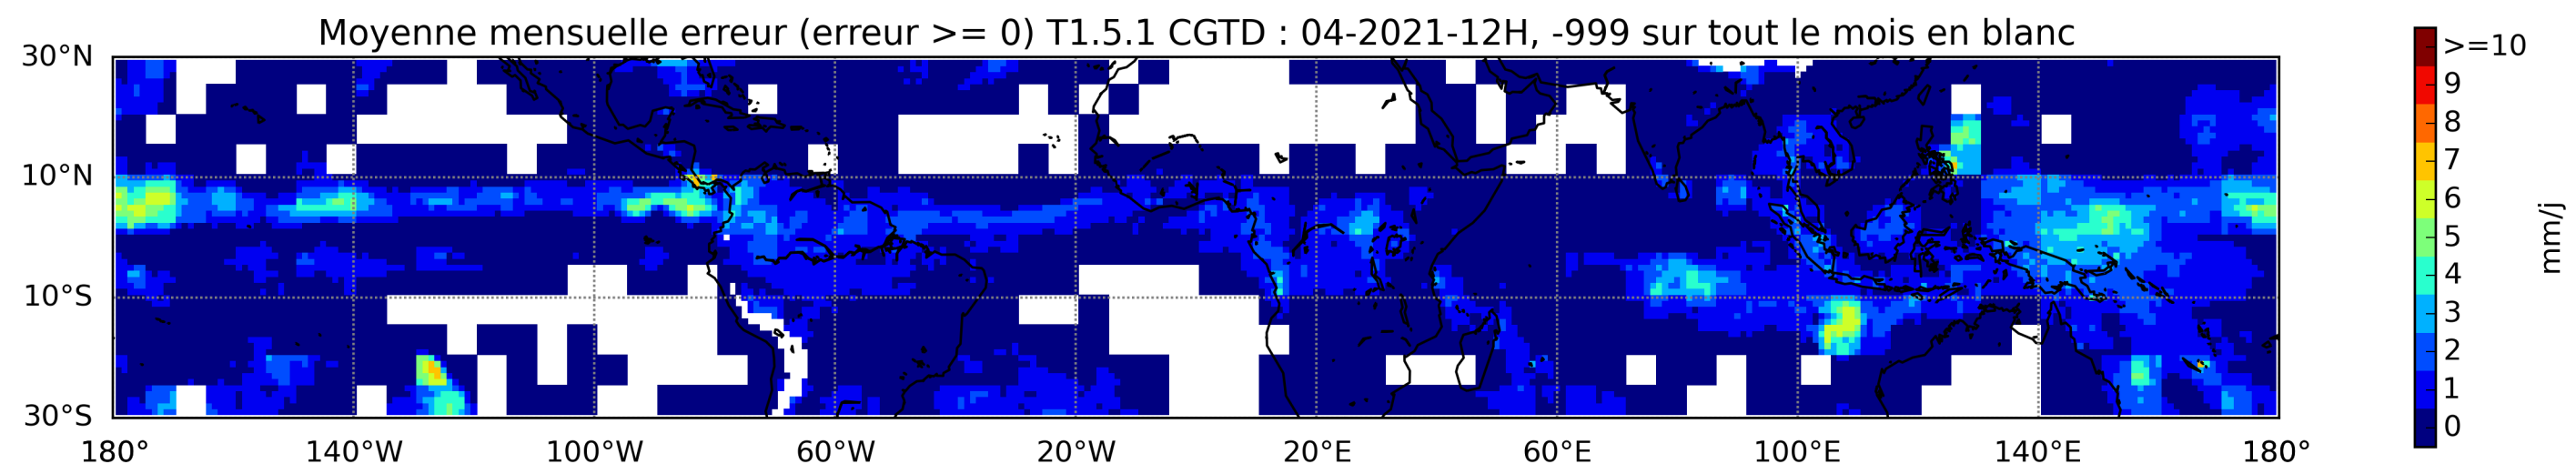 Moyenne mensuelle erreur (erreur >= 0) T1.5.1 CGTD : 04-2021-12H, -999 sur tout le mois en blanc
30°N
10°N
10°S
30°S
180° 140°W 100°W 60°W 20°W 20°E 60°E 100°E 140°E 180°
>=10
9
8
7
6
5
4
3
2
1
0
mm/j